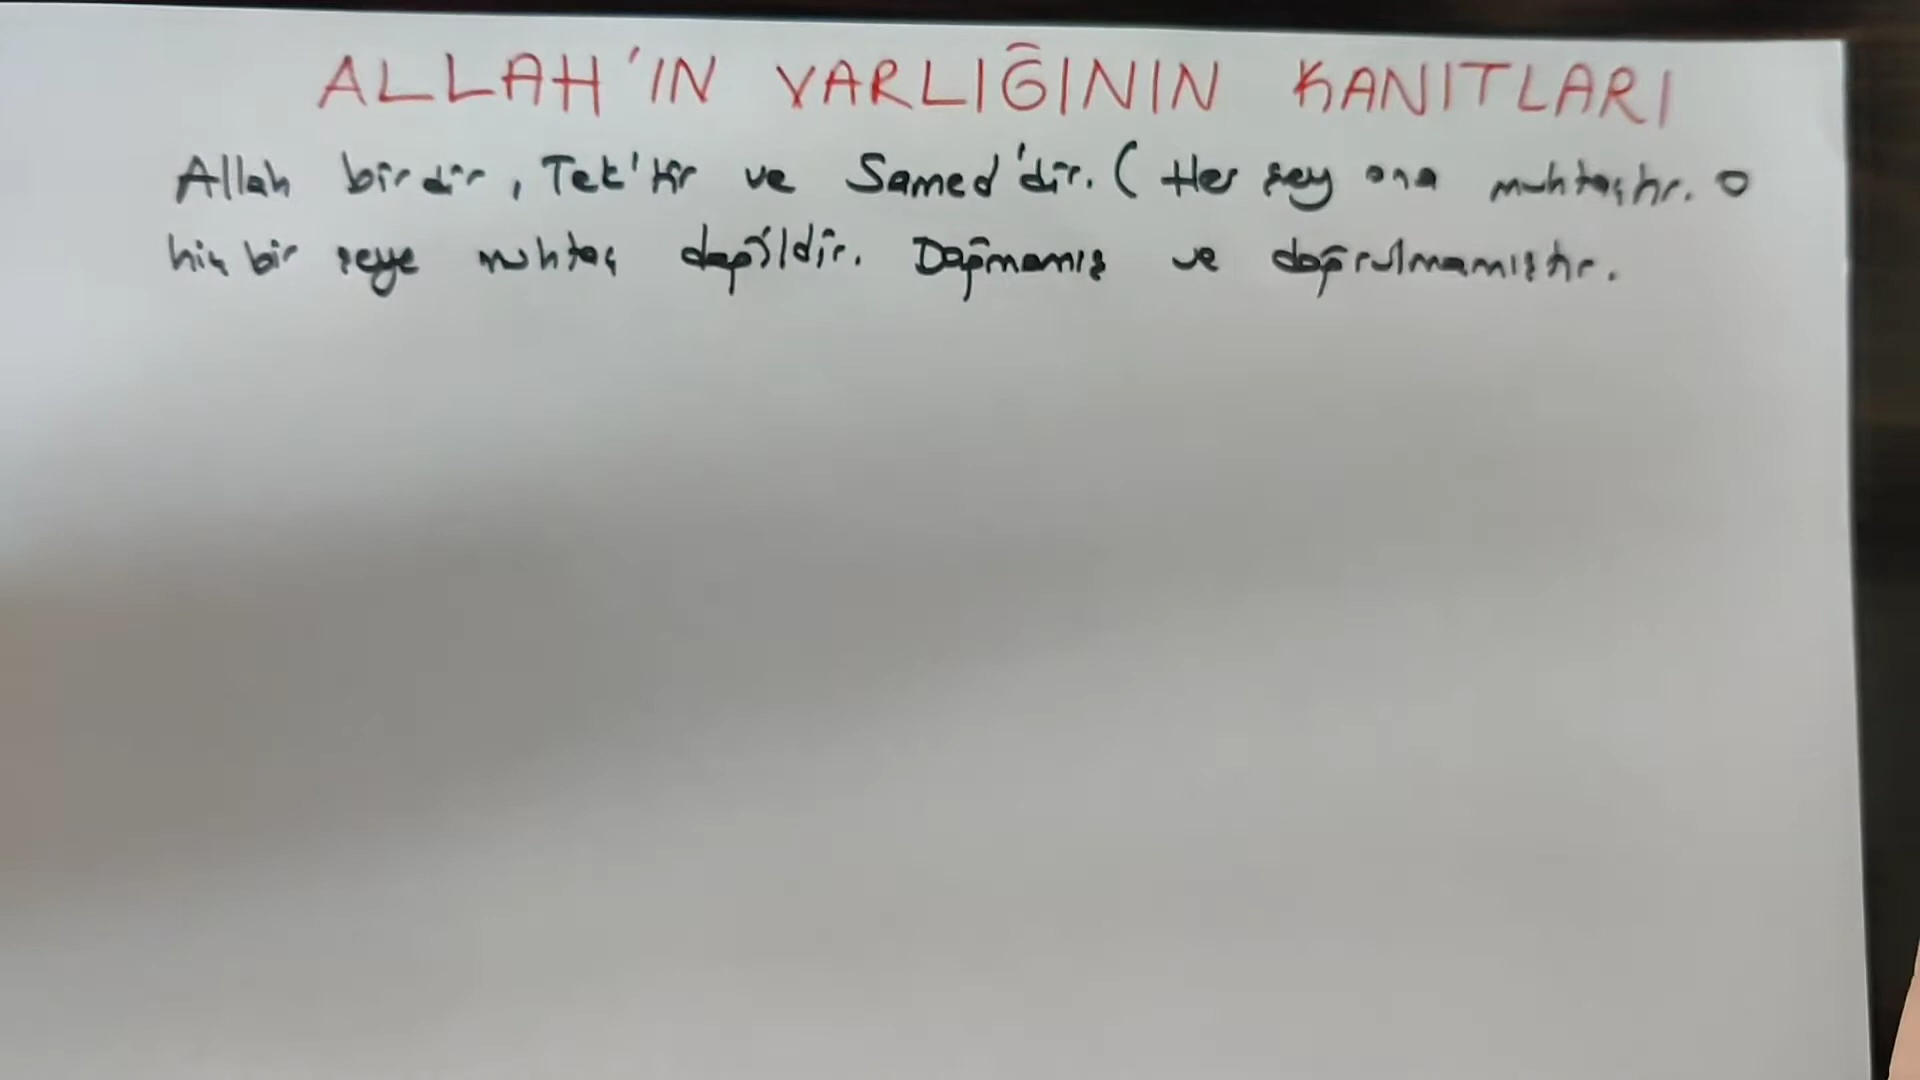 ALLAH'IN VARLIĞININ KANITLARI
Allah birdir, Tek'tir ve Samed'dir. ( Her şey ona muhtaçtır. O
hiç bir şeye muhtaç değildir. Doğmamış ve doğrulmamıştır.